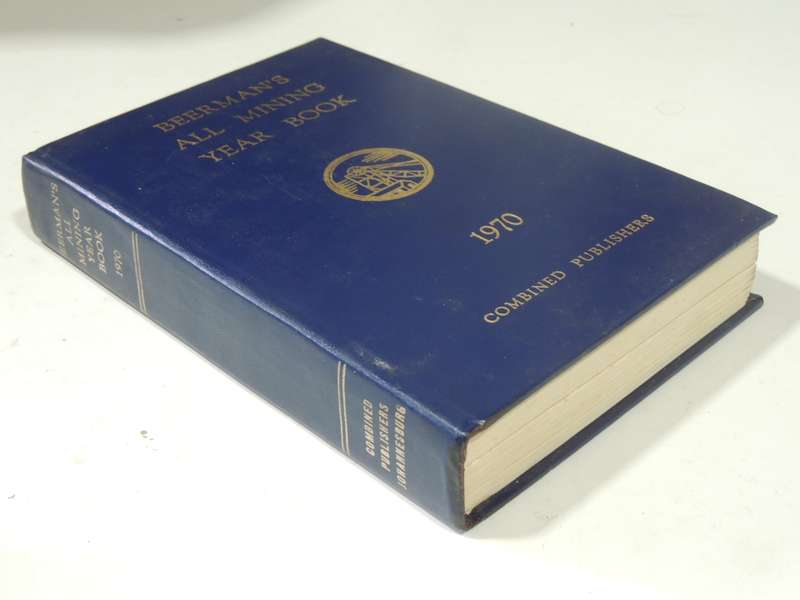 BEERMAN'S
ALL MINING
YEAR BOOK
1970
COMBINED PUBLISHERS
BEERMAN'S
ALL
MINING
YEAR
BOOK
1970
COMBINED
PUBLISHERS
JOHANNESBURG